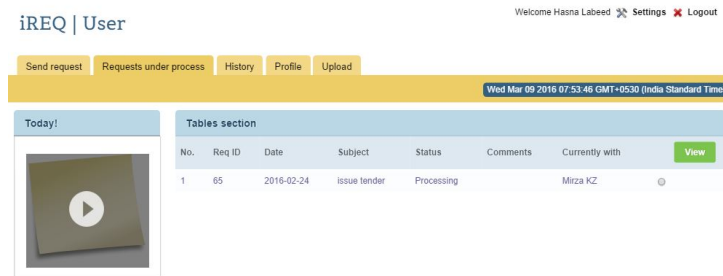 Welcome Hasna Labeed Settings Logout
iREQ | User
Send request Requests under process History Profile Upload
Wed Mar 09 2016 07:53:46 GMT+0530 (India Standard Time
Today!
Tables section
No. Req ID Date Subject Status Comments Currently with View
1 65 2016-02-24 issue tender Processing Mirza KZ